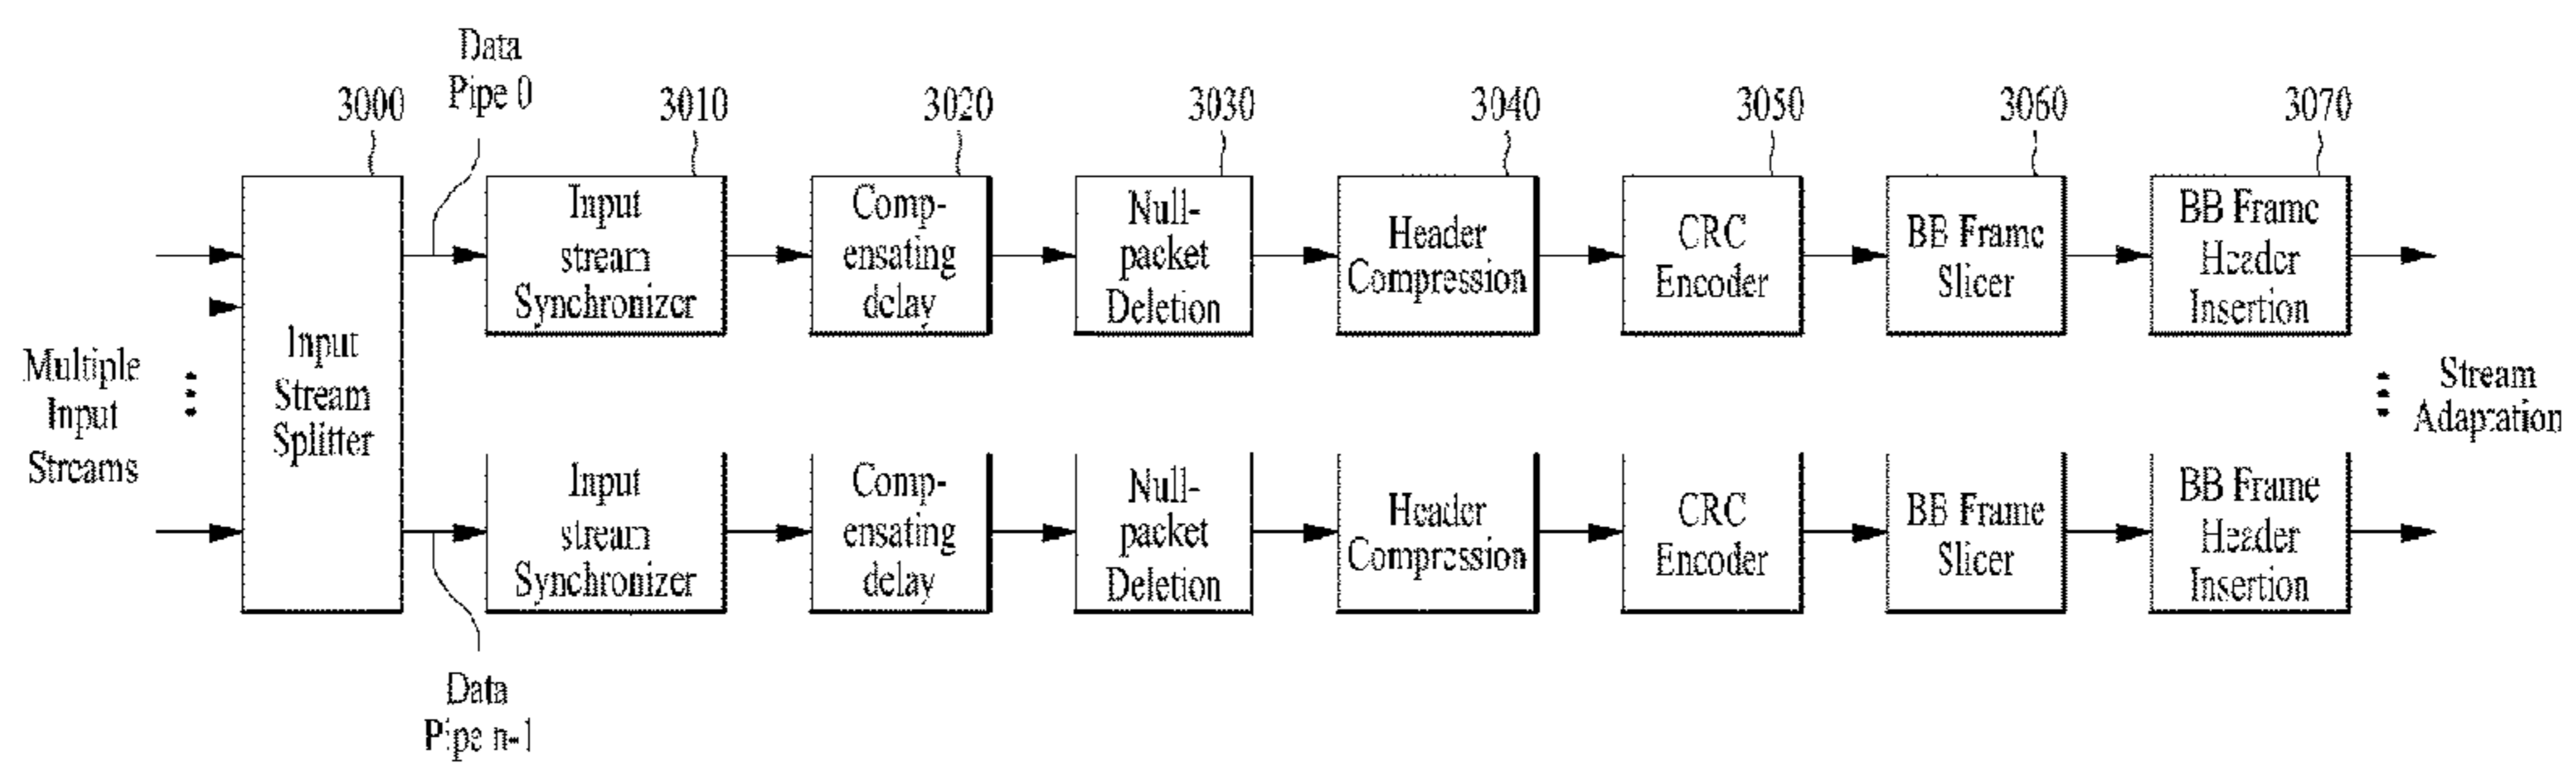 Data
Pipe 0
3000
3010
3020
3030
3040
3050
3060
3070
Multiple
Input
Streams
Input
Stream
Splitter
Input
stream
Synchronizer
Comp-
ensating
delay
Null-
packet
Deletion
Header
Compression
CRC
Encoder
BB Frame
Slicer
BB Frame
Header
Insertion
Stream
Adaptation
Input
stream
Synchronizer
Comp-
ensating
delay
Null-
packet
Deletion
Header
Compression
CRC
Encoder
BB Frame
Slicer
BB Frame
Header
Insertion
Data
Pipe n-1